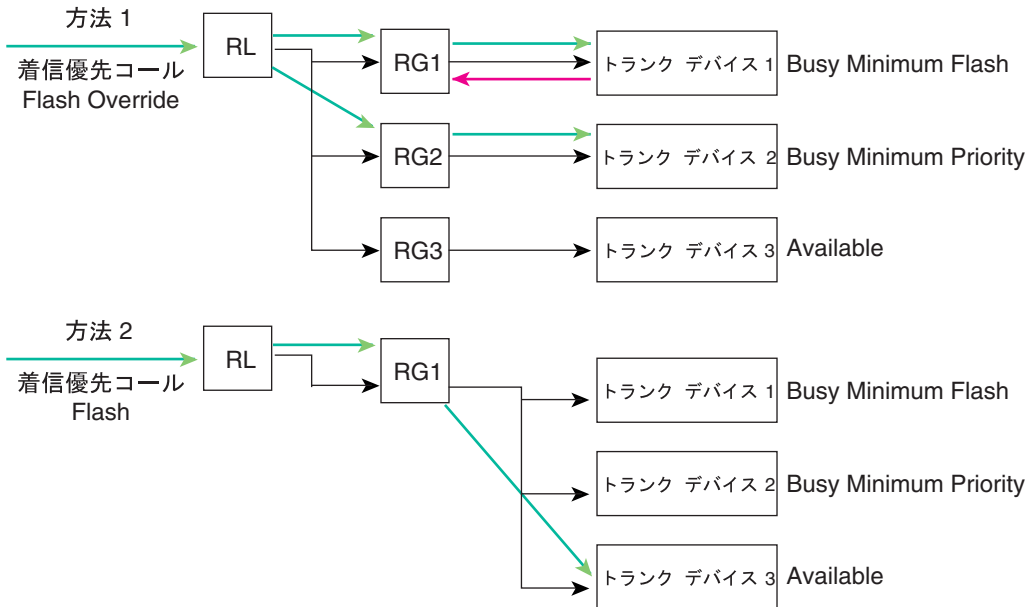 方法 1
着信優先コール
Flash Override
RL
RG1
トランク デバイス 1
Busy Minimum Flash
RG2
トランク デバイス 2
Busy Minimum Priority
RG3
トランク デバイス 3
Available
方法 2
着信優先コール
Flash
RL
RG1
トランク デバイス 1
Busy Minimum Flash
トランク デバイス 2
Busy Minimum Priority
トランク デバイス 3
Available